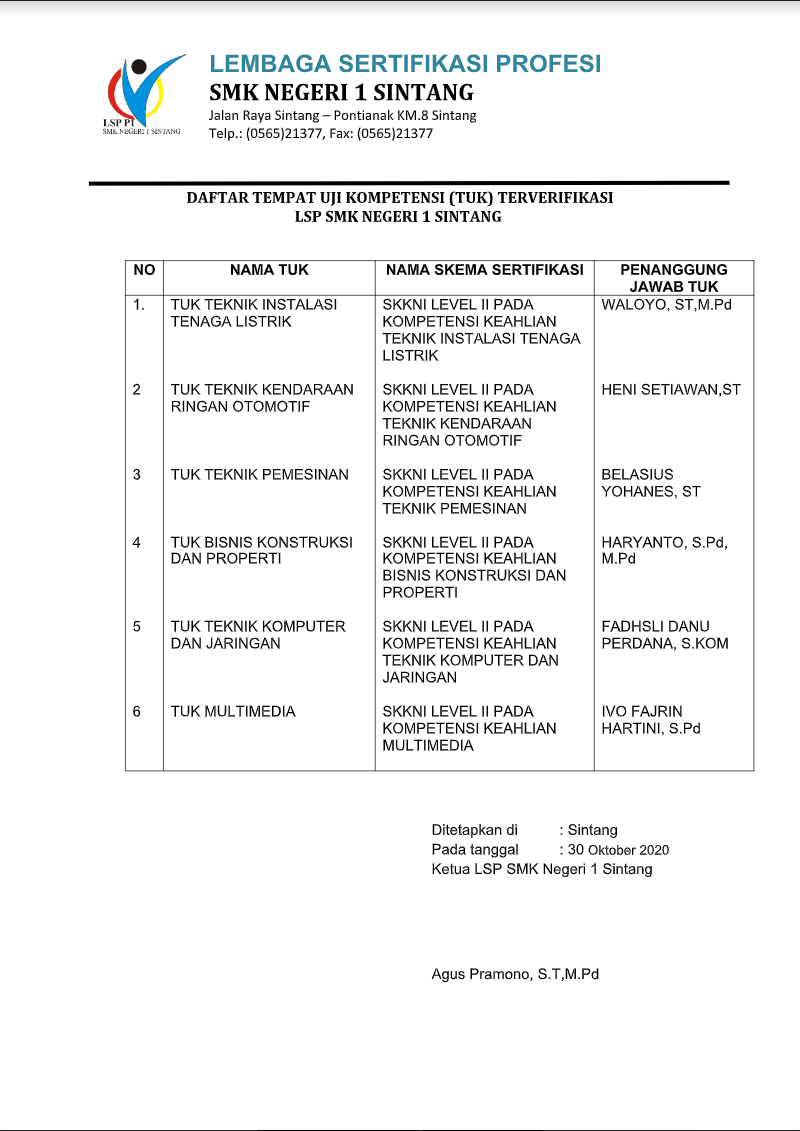 LEMBAGA SERTIFIKASI PROFESI
SMK NEGERI 1 SINTANG
Jalan Raya Sintang – Pontianak KM.8 Sintang
Telp.: (0565)21377, Fax: (0565)21377
LSP P1
SMK NEGERI 1 SINTANG
DAFTAR TEMPAT UJI KOMPETENSI (TUK) TERVERIFIKASI
LSP SMK NEGERI 1 SINTANG
NO NAMA TUK NAMA SKEMA SERTIFIKASI PENANGGUNG
JAWAB TUK
1. TUK TEKNIK INSTALASI SKKNI LEVEL II PADA WALOYO, ST,M.Pd
TENAGA LISTRIK KOMPETENSI KEAHLIAN
TEKNIK INSTALASI TENAGA
LISTRIK
2 TUK TEKNIK KENDARAAN SKKNI LEVEL II PADA HENI SETIAWAN,ST
RINGAN OTOMOTIF KOMPETENSI KEAHLIAN
TEKNIK KENDARAAN
RINGAN OTOMOTIF
3 TUK TEKNIK PEMESINAN SKKNI LEVEL II PADA BELASIUS
KOMPETENSI KEAHLIAN YOHANES, ST
TEKNIK PEMESINAN
4 TUK BISNIS KONSTRUKSI SKKNI LEVEL II PADA HARYANTO, S.Pd,
DAN PROPERTI KOMPETENSI KEAHLIAN M.Pd
BISNIS KONSTRUKSI DAN
PROPERTI
5 TUK TEKNIK KOMPUTER SKKNI LEVEL II PADA FADHSLI DANU
DAN JARINGAN KOMPETENSI KEAHLIAN PERDANA, S.KOM
TEKNIK KOMPUTER DAN
JARINGAN
6 TUK MULTIMEDIA SKKNI LEVEL II PADA IVO FAJRIN
KOMPETENSI KEAHLIAN HARTINI, S.Pd
MULTIMEDIA
Ditetapkan di : Sintang
Pada tanggal : 30 Oktober 2020
Ketua LSP SMK Negeri 1 Sintang
Agus Pramono, S.T,M.Pd